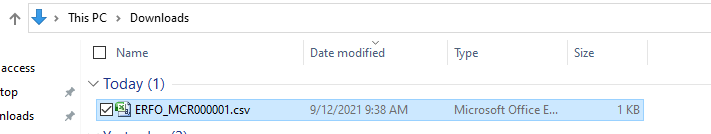 This PC > Downloads
Name Date modified Type Size
access
Today (1)
top
ERFO_MCR000001.csv 9/12/2021 9:38 AM Microsoft Office E... 1 KB
nloads